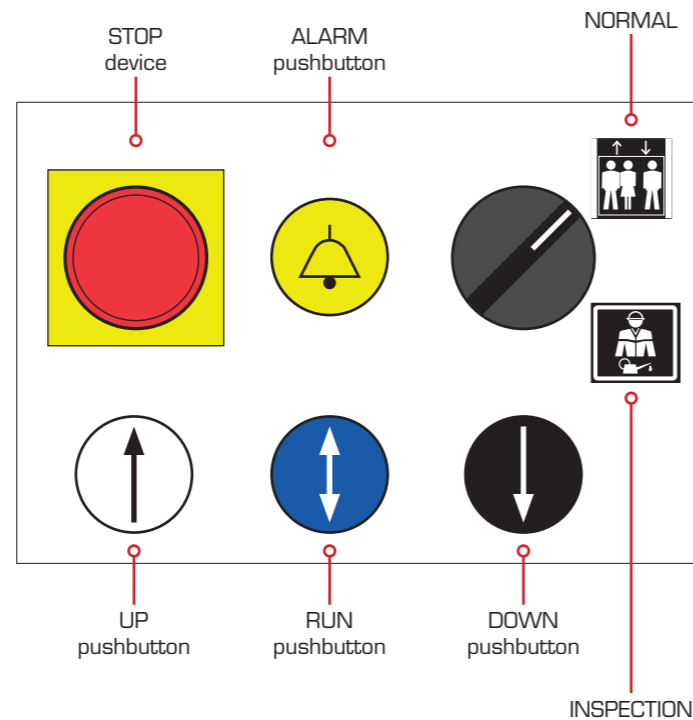 STOP
device
ALARM
pushbutton
NORMAL
UP
pushbutton
RUN
pushbutton
DOWN
pushbutton
INSPECTION